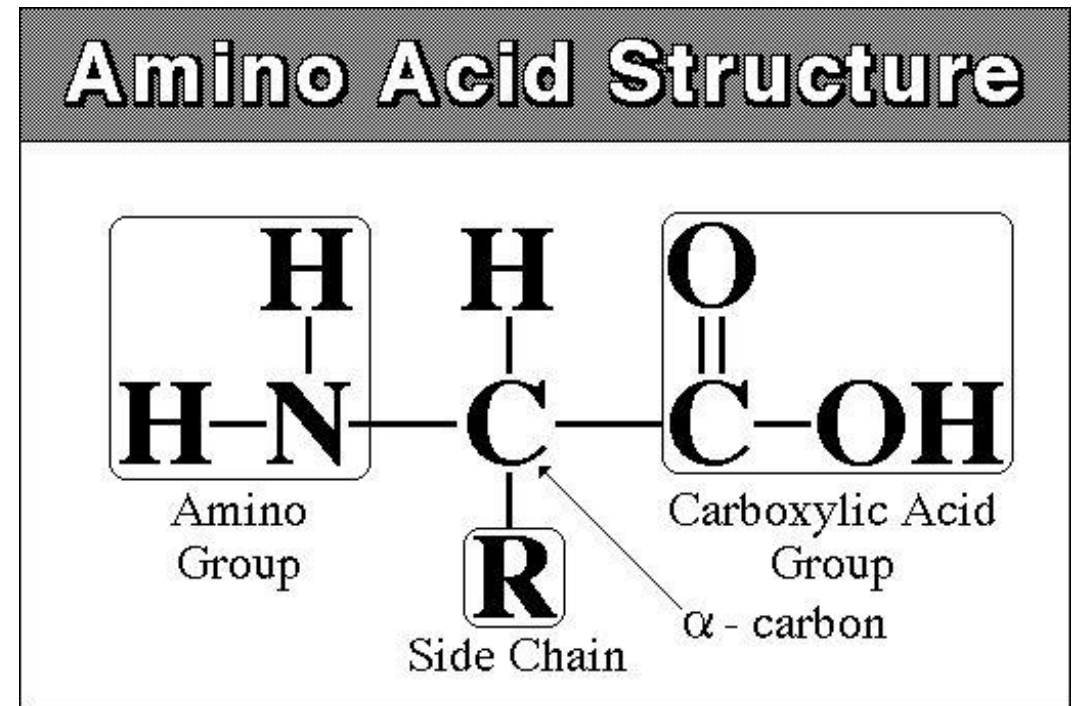 Amino Acid Structure
H H O
H N C C OH
Amino Group
Carboxylic Acid Group
R
α - carbon
Side Chain